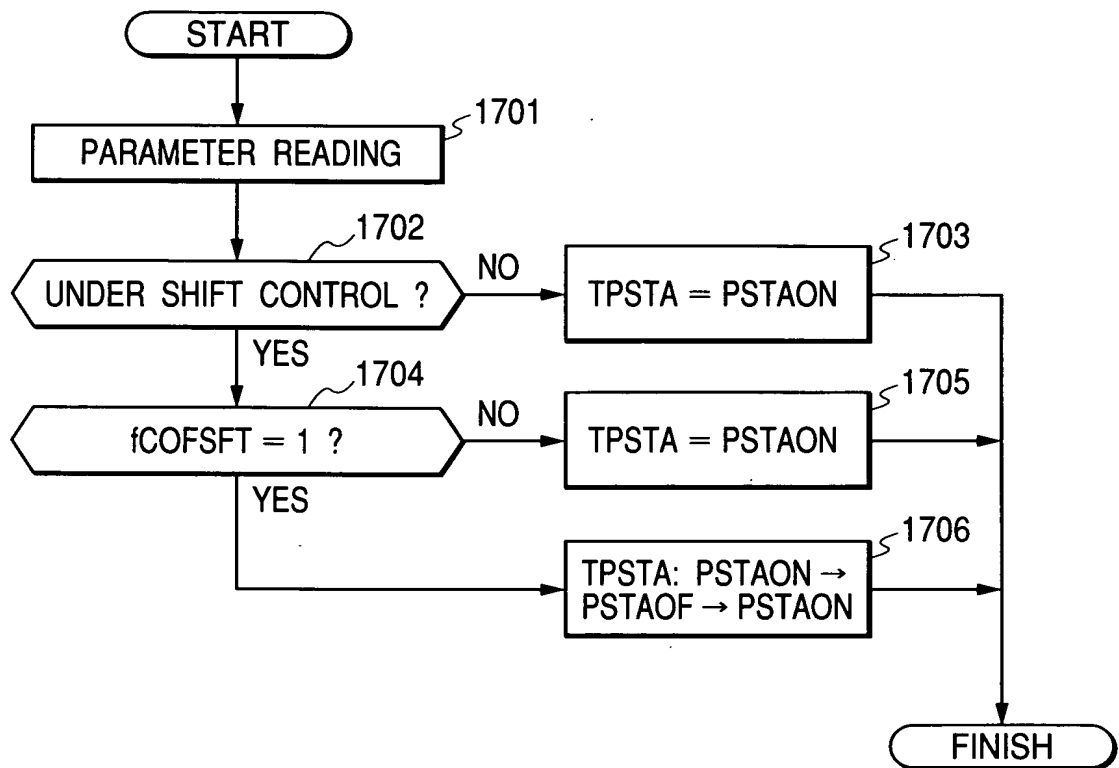 START
1701
PARAMETER READING
1702
UNDER SHIFT CONTROL ?
NO
1703
TPSTA = PSTAON
YES
1704
fCOFSFT = 1 ?
NO
1705
TPSTA = PSTAON
YES
1706
TPSTA: PSTAON →
PSTAOF → PSTAON
FINISH